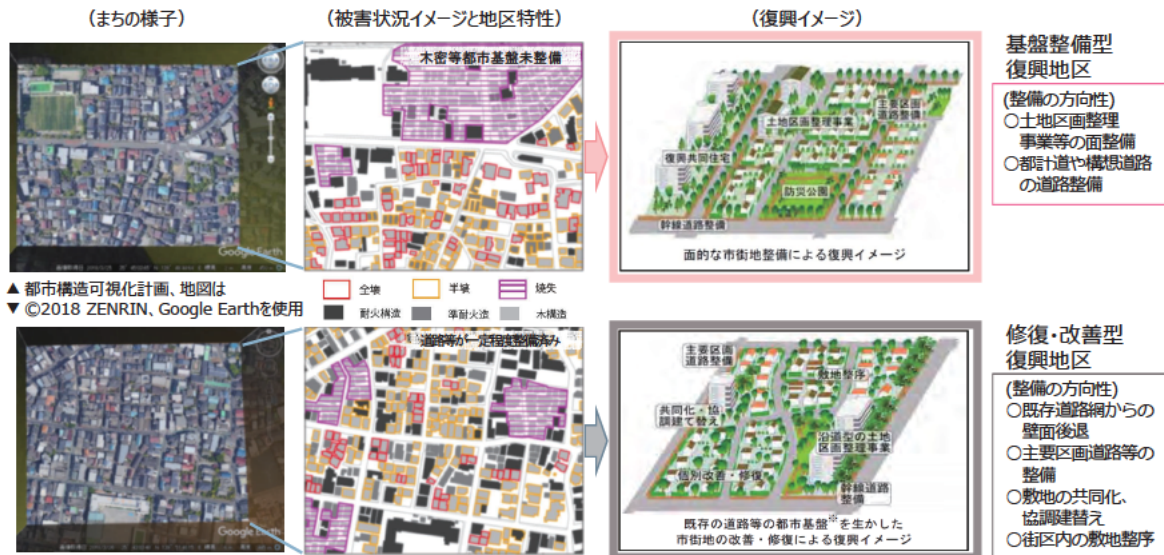 (まちの様子)
(被害状況イメージと地区特性)
(復興イメージ)
木密等都市基盤未整備
Google Earth
主要区画
道路整備
土地区画整理事業
復興共同住宅
防災公園
幹線道路整備
面的な市街地整備による復興イメージ
基盤整備型
復興地区
(整備の方向性)
○土地区画整理
事業等の面整備
○都計道や構想道路
の道路整備
▲ 都市構造可視化計画、地図は
▼ ©2018 ZENRIN、Google Earthを使用
全壊
半壊
焼失
耐火構造
準耐火造
木構造
道路等が一定程度整備済み
Google Earth
主要区画
道路整備
敷地整序
共同化・協
調建て替え
沿道型の土地
区画整理事業
個別改善・修復
幹線道路
整備
既存の道路等の都市基盤※を生かした
市街地の改善・修復による復興イメージ
修復・改善型
復興地区
(整備の方向性)
○既存道路網からの
壁面後退
○主要区画道路等の
整備
○敷地の共同化、
協調建替え
○街区内の敷地整序